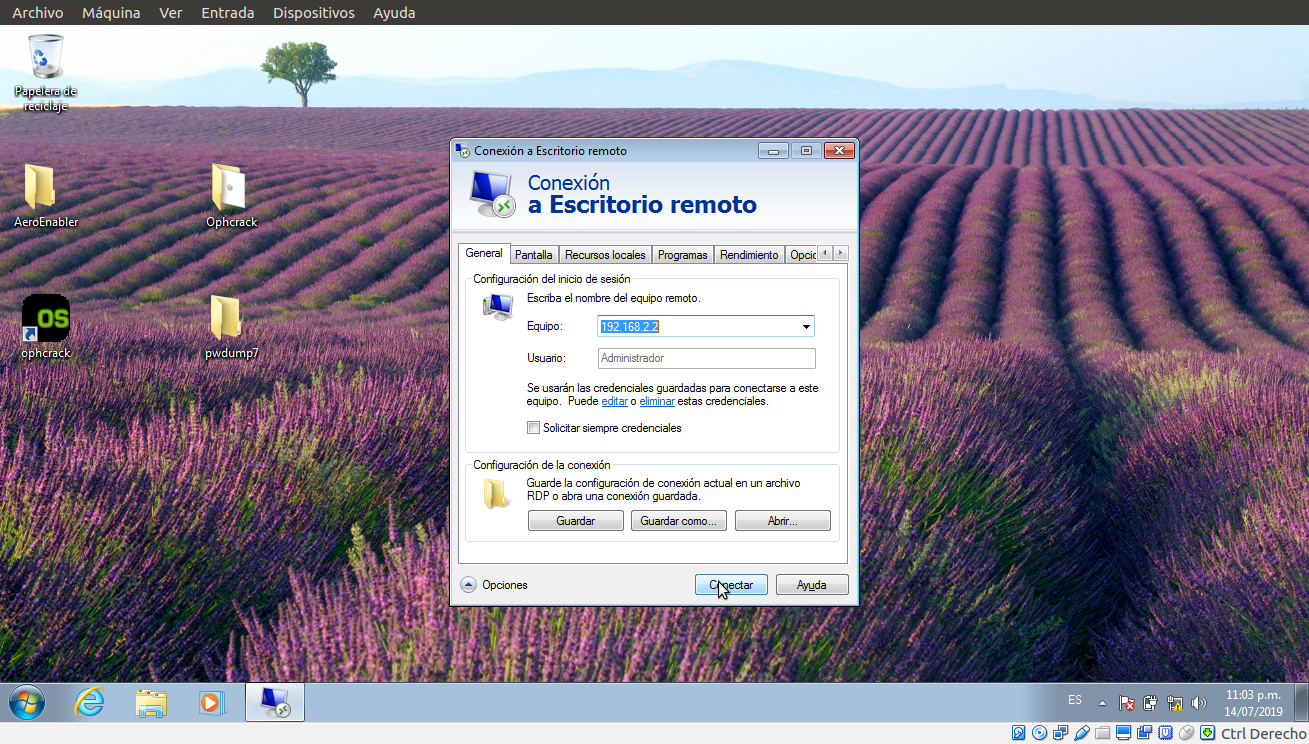 Archivo Máquina Ver Entrada Dispositivos Ayuda
Papelera de
reciclaje
AeroEnabler
Ophcrack
OS
ophcrack
pwdump7
Conexión a Escritorio remoto
Conexión
a Escritorio remoto
General Pantalla Recursos locales Programas Rendimiento Opcic
Configuración del inicio de sesión
Escriba el nombre del equipo remoto.
Equipo: 192.168.2.2
Usuario: Administrador
Se usarán las credenciales guardadas para conectarse a este
equipo. Puede editar o eliminar estas credenciales.
Solicitar siempre credenciales
Configuración de la conexión
Guarde la configuración de conexión actual en un archivo
RDP o abra una conexión guardada.
Guardar Guardar como... Abrir...
Opciones Conectar Ayuda
ES 11:03 p.m.
14/07/2019
Ctrl Derecho